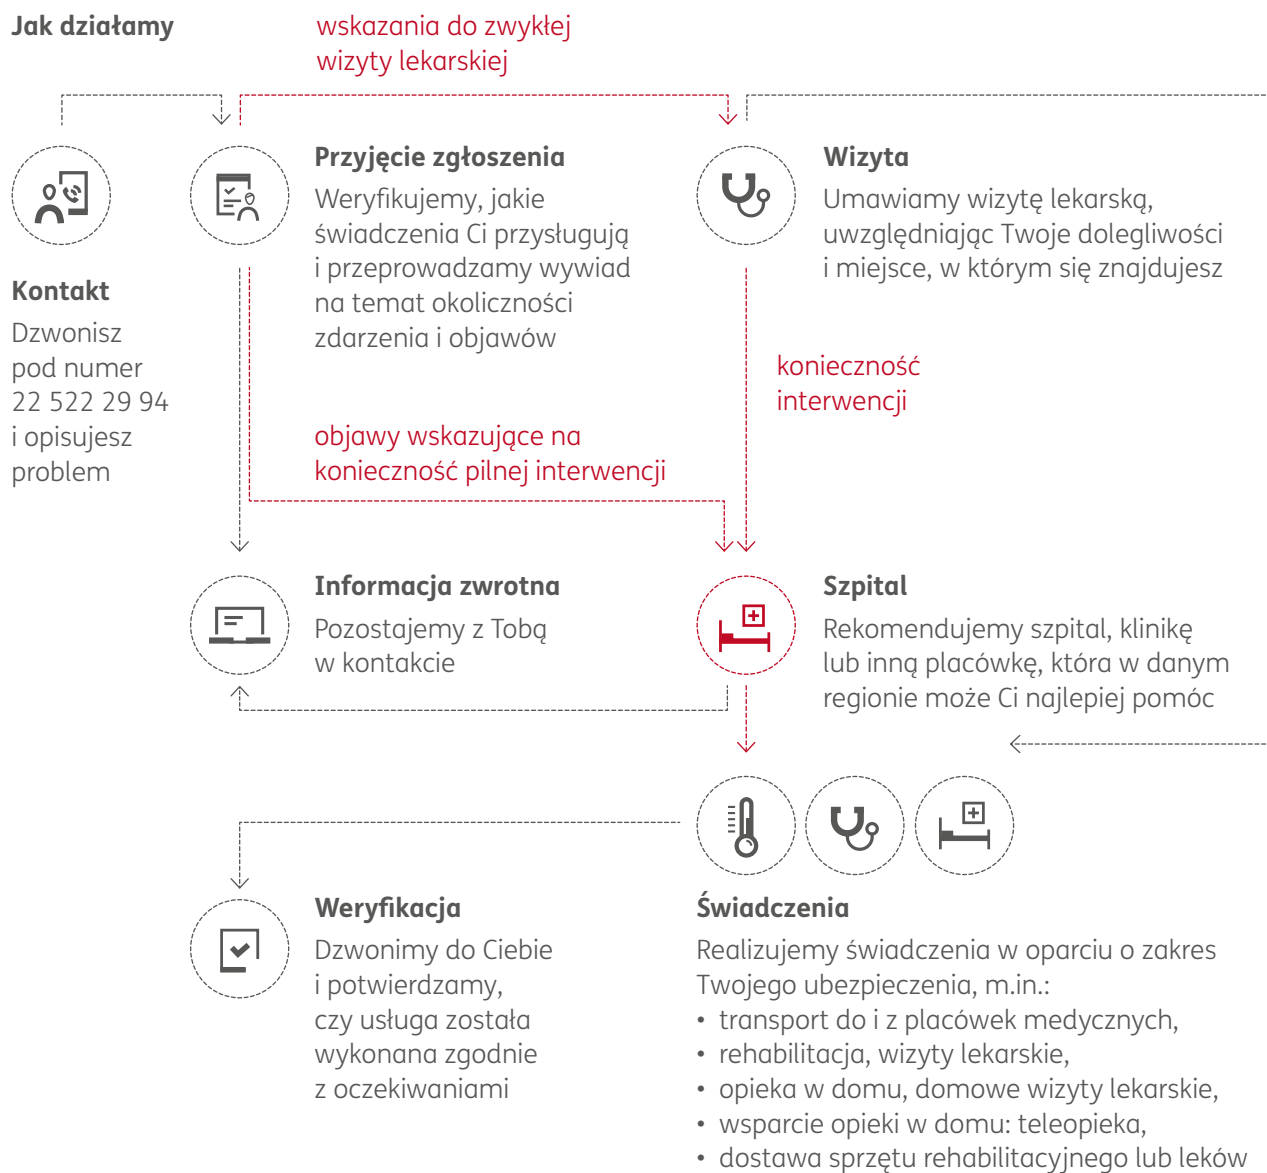 Jak działamy
wskazania do zwykłej
wizyty lekarskiej
Kontakt
Dzwonisz
pod numer
22 522 29 94
i opisujesz
problem
Przyjęcie zgłoszenia
Weryfikujemy, jakie
świadczenia Ci przysługują
i przeprowadzamy wywiad
na temat okoliczności
zdarzenia i objawów
Wizyta
Umawiamy wizytę lekarską,
uwzględniając Twoje dolegliwości
i miejsce, w którym się znajdujesz
konieczność
interwencji
objawy wskazujące na
konieczność pilnej interwencji
Informacja zwrotna
Pozostajemy z Tobą
w kontakcie
Szpital
Rekomendujemy szpital, klinikę
lub inną placówkę, która w danym
regionie może Ci najlepiej pomóc
Weryfikacja
Dzwonimy do Ciebie
i potwierdzamy,
czy usługa została
wykonana zgodnie
z oczekiwaniami
Świadczenia
Realizujemy świadczenia w oparciu o zakres
Twojego ubezpieczenia, m.in.:
• transport do i z placówek medycznych,
• rehabilitacja, wizyty lekarskie,
• opieka w domu, domowe wizyty lekarskie,
• wsparcie opieki w domu: teleopieka,
• dostawa sprzętu rehabilitacyjnego lub leków